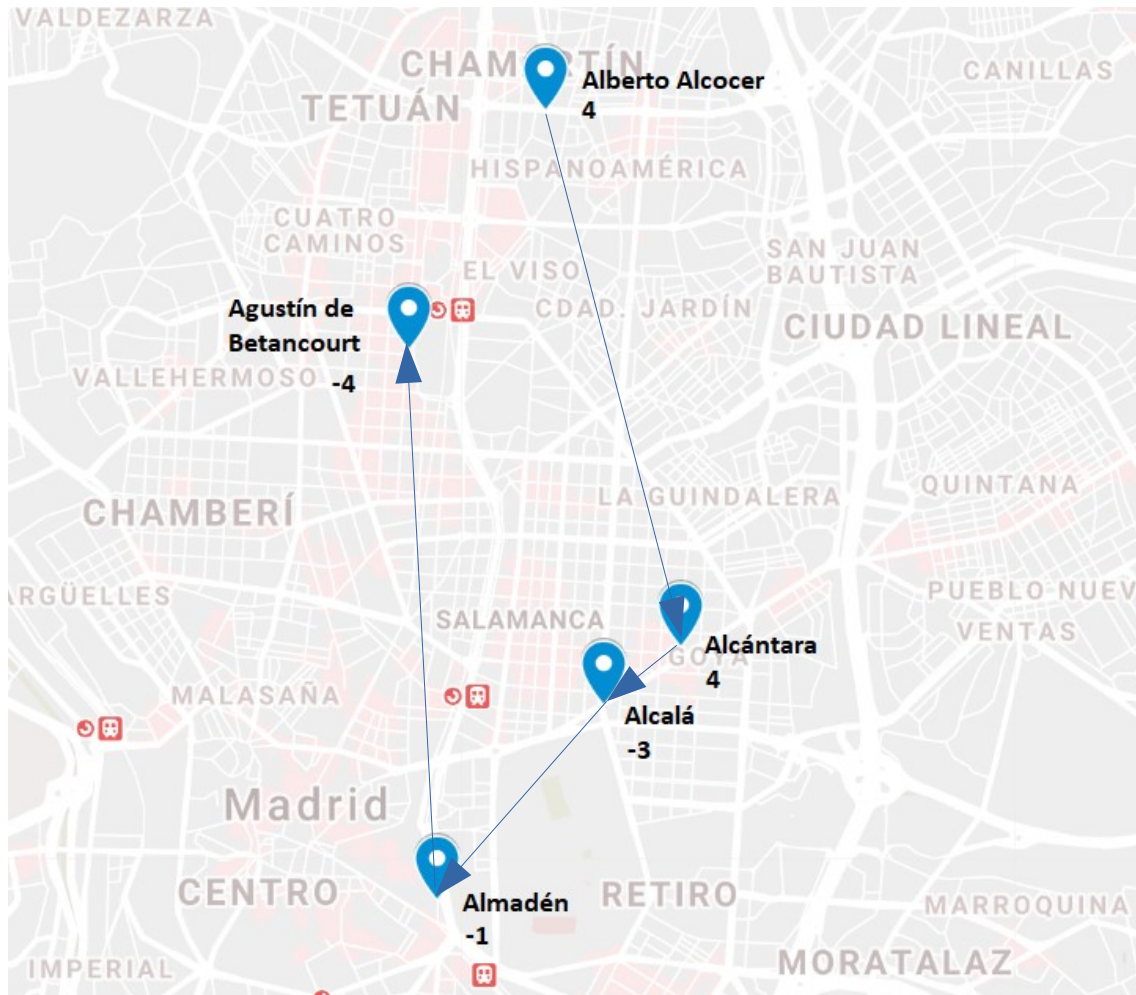 VALDEZARZA
CHAMARTÍN
CANILLAS
Alberto Alcocer
4
TETUÁN
HISPANOAMÉRICA
CUATRO
CAMINOS
SAN JUAN
BAUTISTA
EL VISO
Agustín de
Betancourt
-4
CDAD. JARDÍN
CIUDAD LINEAL
VALLEHERMOSO
LA GUINDALERA
QUINTANA
CHAMBERÍ
ARGÜELLES
PUEBLO NUEV
VENTAS
SALAMANCA
GOYA
Alcántara
4
MALASAÑA
Alcalá
-3
Madrid
CENTRO
RETIRO
Almadén
-1
MARROQUINA
IMPERIAL
MORATALAZ